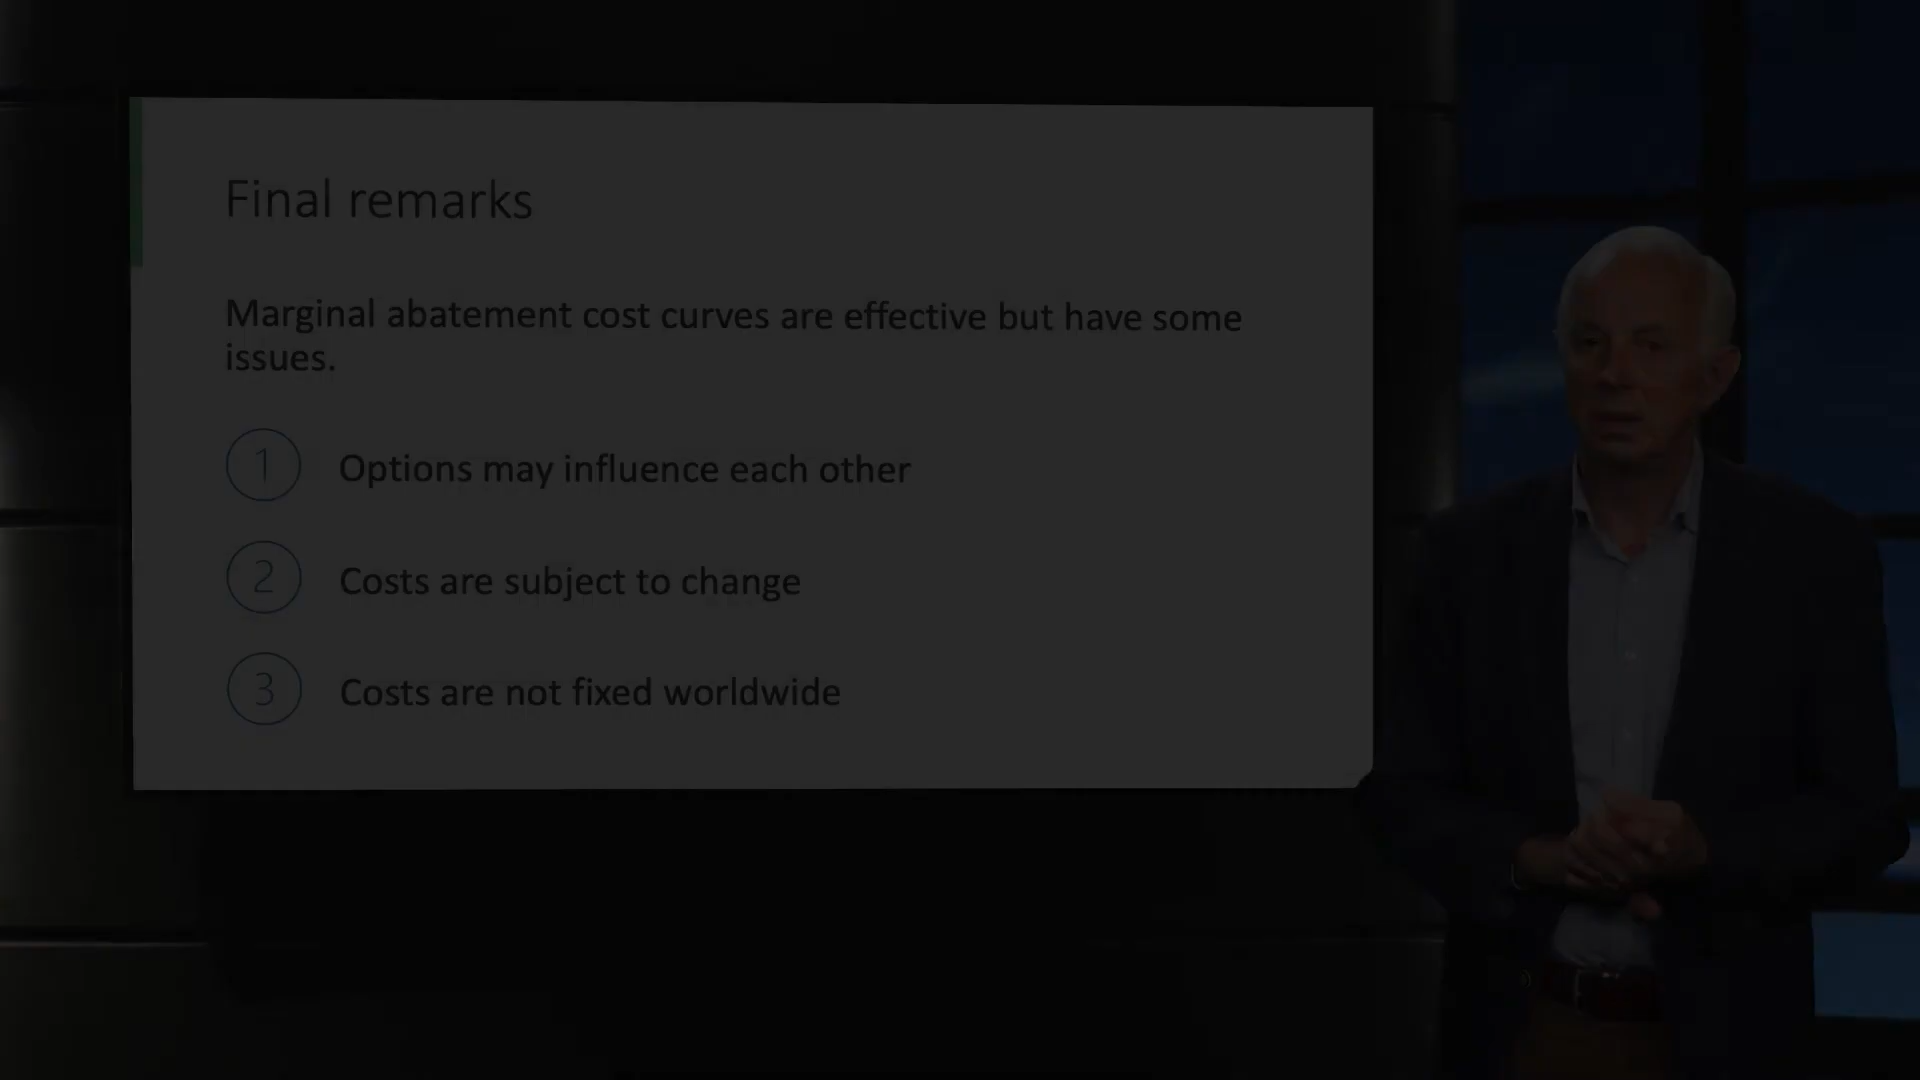 Final remarks
Marginal abatement cost curves are effective but have some
issues.
1 Options may influence each other
2 Costs are subject to change
3 Costs are not fixed worldwide